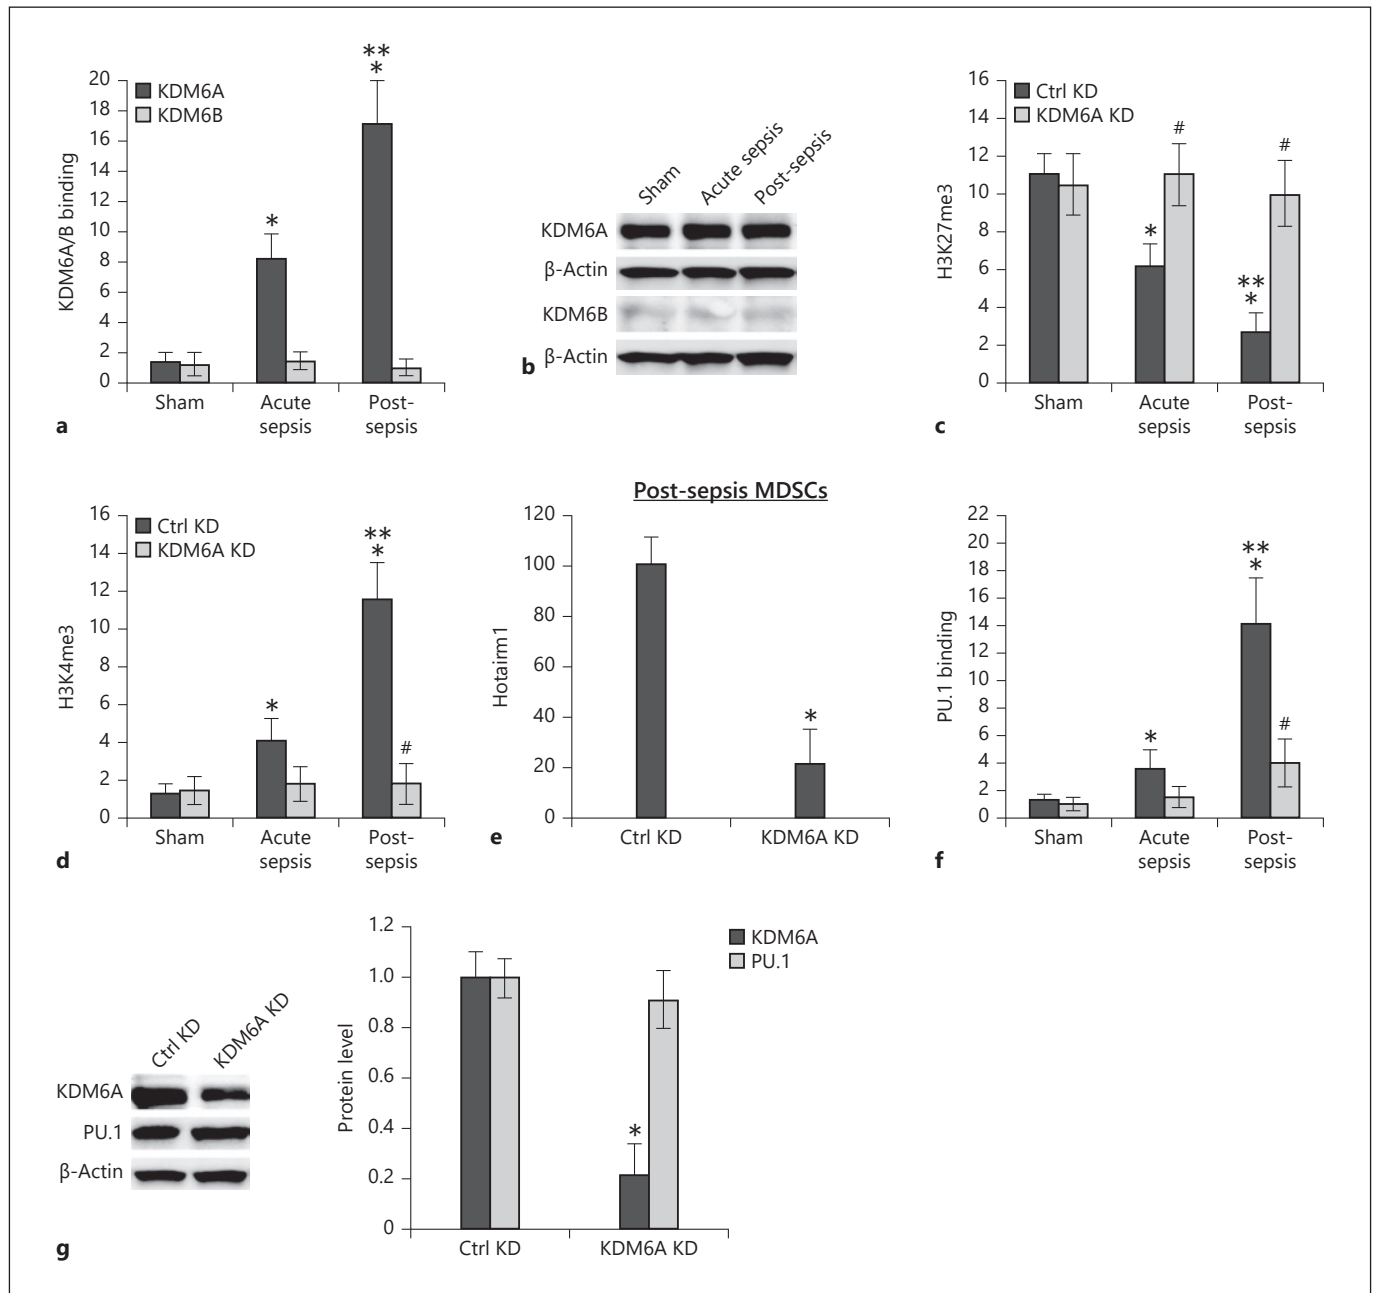 **
*
20
18
16
14
12
10
8
6
4
2
0
KDM6A/B binding
KDM6A
KDM6B
*
Sham
Acute
sepsis
Post-
sepsis
a
Sham
Acute sepsis
Post-sepsis
KDM6A
β-Actin
KDM6B
β-Actin
b
16
14
12
10
8
6
4
2
0
H3K27me3
Ctrl KD
KDM6A KD
#
#
*
**
*
Sham
Acute
sepsis
Post-
sepsis
c
16
14
12
10
8
6
4
2
0
H3K4me3
Ctrl KD
KDM6A KD
**
*
*
#
Sham
Acute
sepsis
Post-
sepsis
d
Post-sepsis MDSCs
120
100
80
60
40
20
0
Hotairm1
*
Ctrl KD
KDM6A KD
e
22
20
18
16
14
12
10
8
6
4
2
0
PU.1 binding
**
*
*
#
Sham
Acute
sepsis
Post-
sepsis
f
Ctrl KD
KDM6A KD
KDM6A
PU.1
β-Actin
1.2
1.0
0.8
0.6
0.4
0.2
0
Protein level
KDM6A
PU.1
*
Ctrl KD
KDM6A KD
g